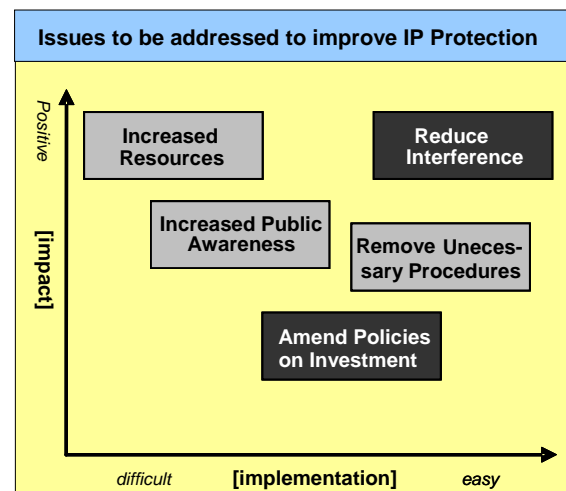 Issues to be addressed to improve IP Protection
Positive
Increased
Resources
Reduce
Interference
Increased Public
Awareness
Remove Uneces-
sary Procedures
[impact]
Amend Policies
on Investment
difficult
[implementation]
easy